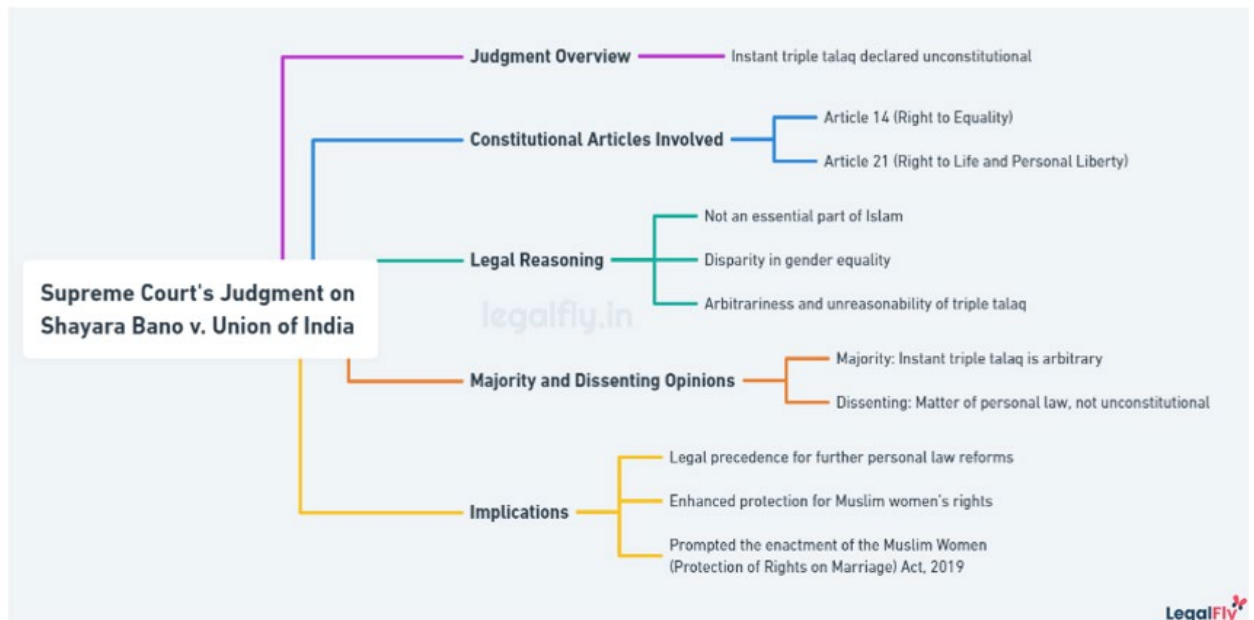 Supreme Court's Judgment on
Shayara Bano v. Union of India
Judgment Overview
Instant triple talaq declared unconstitutional
Constitutional Articles Involved
Article 14 (Right to Equality)
Article 21 (Right to Life and Personal Liberty)
Legal Reasoning
Not an essential part of Islam
Disparity in gender equality
Arbitrariness and unreasonability of triple talaq
legalfly.in
Majority and Dissenting Opinions
Majority: Instant triple talaq is arbitrary
Dissenting: Matter of personal law, not unconstitutional
Implications
Legal precedence for further personal law reforms
Enhanced protection for Muslim women's rights
Prompted the enactment of the Muslim Women
(Protection of Rights on Marriage) Act, 2019
LegalFly